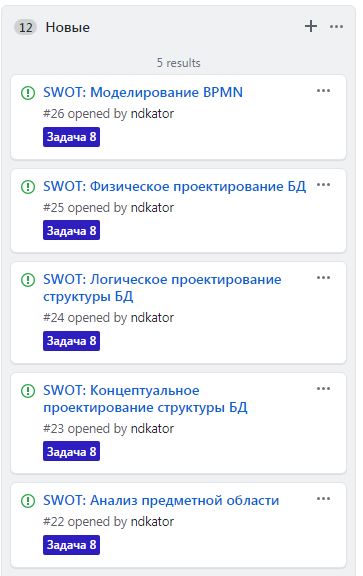 12 Новые
5 results
SWOT: Моделирование BPMN
#26 opened by ndkator
Задача 8
SWOT: Физическое проектирование БД
#25 opened by ndkator
Задача 8
SWOT: Логическое проектирование
структуры БД
#24 opened by ndkator
Задача 8
SWOT: Концептуальное
проектирование структуры БД
#23 opened by ndkator
Задача 8
SWOT: Анализ предметной области
#22 opened by ndkator
Задача 8